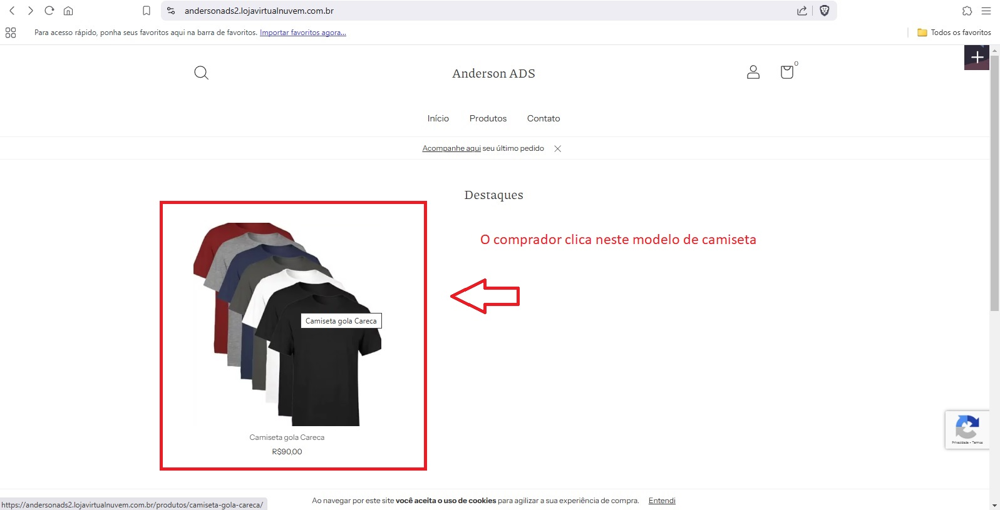 andersonads2.lojavirtualnuvem.com.br
Para acesso rápido, ponha seus favoritos aqui na barra de favoritos. Importar favoritos agora...
Todos os favoritos
Anderson ADS
0
Início Produtos Contato
Acompanhe aqui seu último pedido
Destaques
O comprador clica neste modelo de camiseta
Camiseta gola Careca
Camiseta gola Careca
R$90,00
Privacidade - Termos
Ao navegar por este site você aceita o uso de cookies para agilizar a sua experiência de compra. Entendi
https://andersonads2.lojavirtualnuvem.com.br/produtos/camiseta-gola-careca/